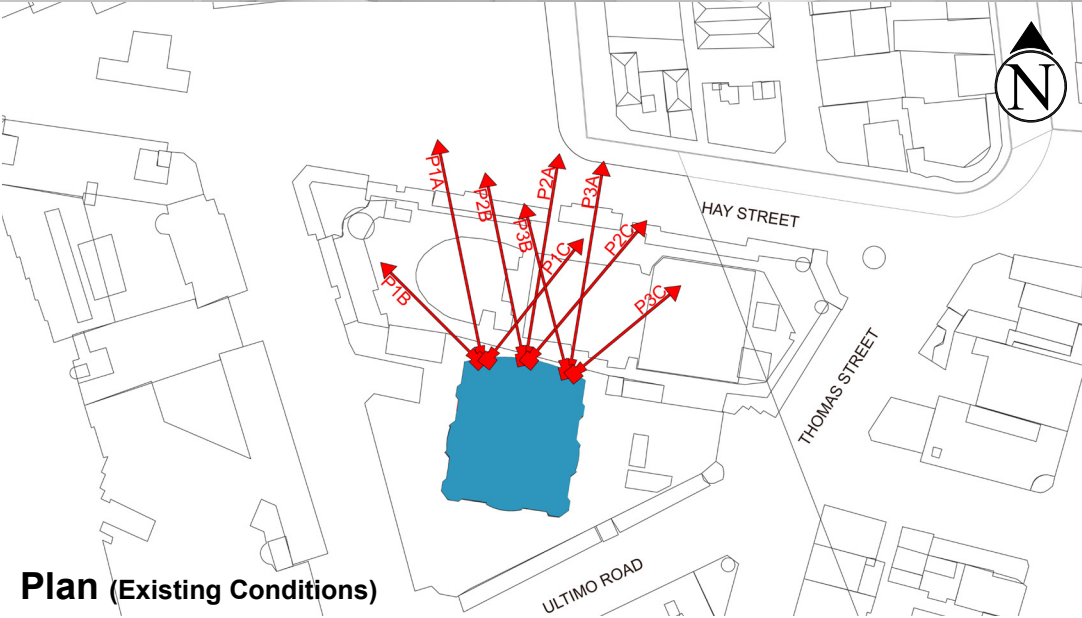 N
P1A
P2B
P2A
P3A
P3B
P1C
P2C
P1B
P3C
HAY STREET
THOMAS STREET
ULTIMO ROAD
Plan (Existing Conditions)